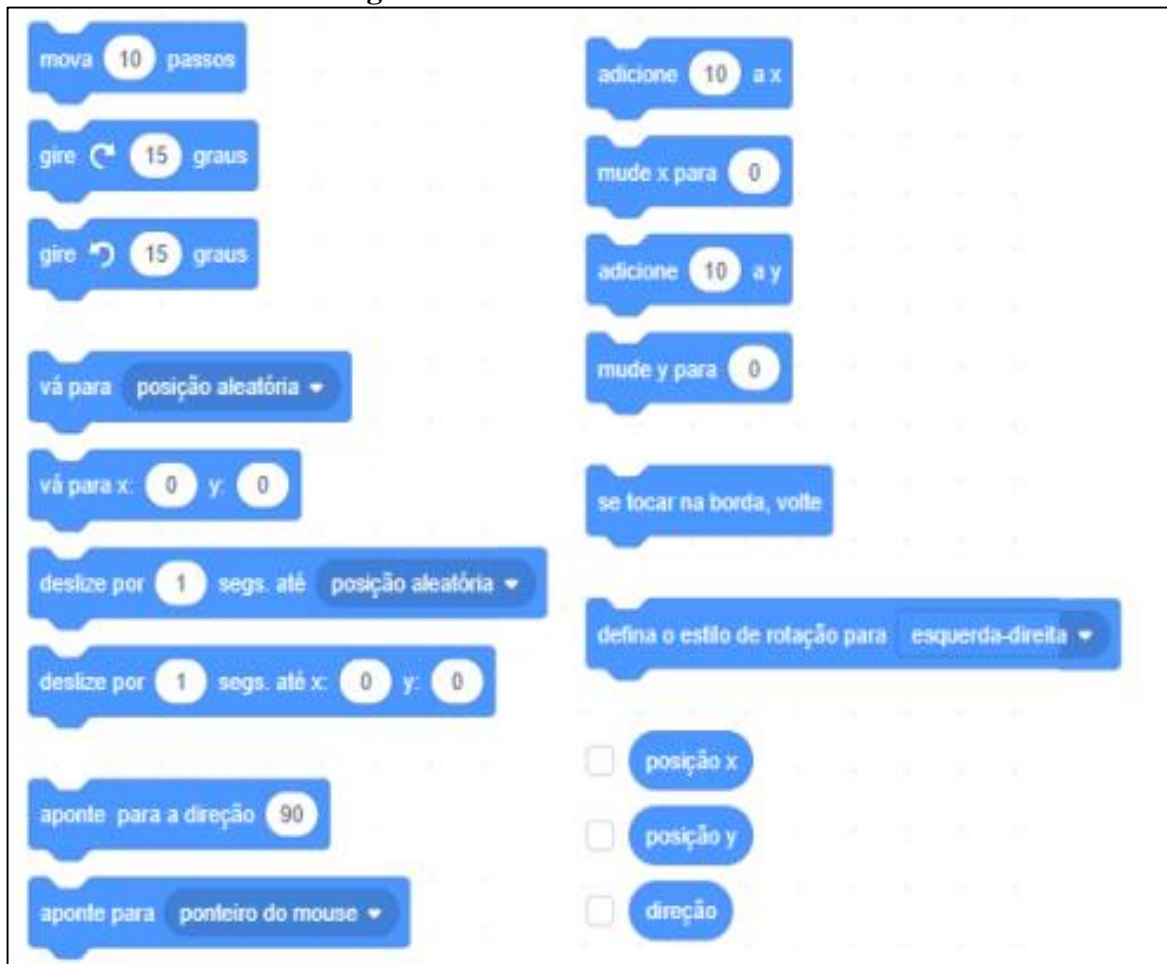 mova 10 passos
gire 15 graus
gire 15 graus
vá para posição aleatória
vá para x: 0 y: 0
deslize por 1 segs. até posição aleatória
deslize por 1 segs. até x: 0 y: 0
aponte para a direção 90
aponte para ponteiro do mouse
adicione 10 a x
mude x para 0
adicione 10 a y
mude y para 0
se tocar na borda, volte
defina o estilo de rotação para esquerda-direita
posição x
posição y
direção